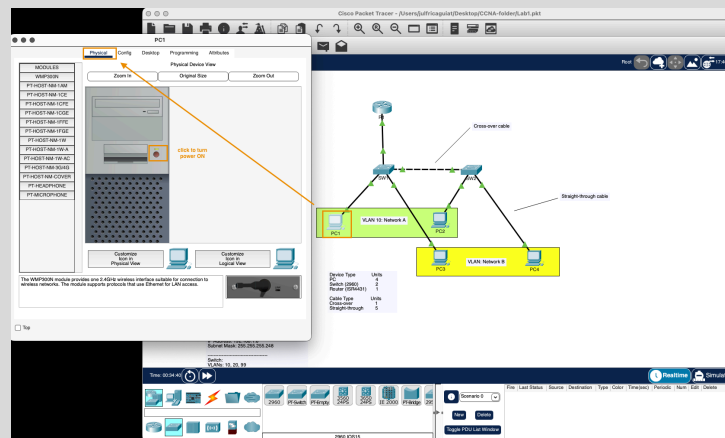 Cisco Packet Tracer - /Users/julfricaguiat/Desktop/CCNA-folder/Lab1.pkt
PC1
Physical Config Desktop Programming Attributes
MODULES
WMP300N
PT-HOST-NM-1AM
PT-HOST-NM-1CE
PT-HOST-NM-1CFE
PT-HOST-NM-1CGE
PT-HOST-NM-1FFE
PT-HOST-NM-1FGE
PT-HOST-NM-1W
PT-HOST-NM-1W-A
PT-HOST-NM-1W-AC
PT-HOST-NM-3G/4G
PT-HOST-NM-COVER
PT-HEADPHONE
PT-MICROPHONE
Physical Device View
Zoom In Original Size Zoom Out
click to turn
power ON
Customize
Icon in
Physical View
Customize
Icon in
Logical View
The WMP300N module provides one 2.4GHz wireless interface suitable for connection to
wireless networks. The module supports protocols that use Ethernet for LAN access.
Top
Root
Cross-over cable
SW1
SW2
Straight-through cable
VLAN 10: Network A
PC1
PC2
VLAN: Network B
PC3
PC4
Device Type Units
PC 4
Switch (2960) 2
Router (ISR4431) 1
Cable Type Units
Cross-over 1
Straight-through 5
Subnet Mask: 255.255.255.248
Switch:
VLANs: 10, 20, 99
Time: 00:34:40
Realtime
Simulat
2960 PT-Switch PT-Empty IE 2000 PT-Bridge
2960 IOS15
Scenario 0
New Delete
Toggle PDU List Window
Fire Last Status Source Destination Type Color Time(sec) Periodic Num Edit Delete